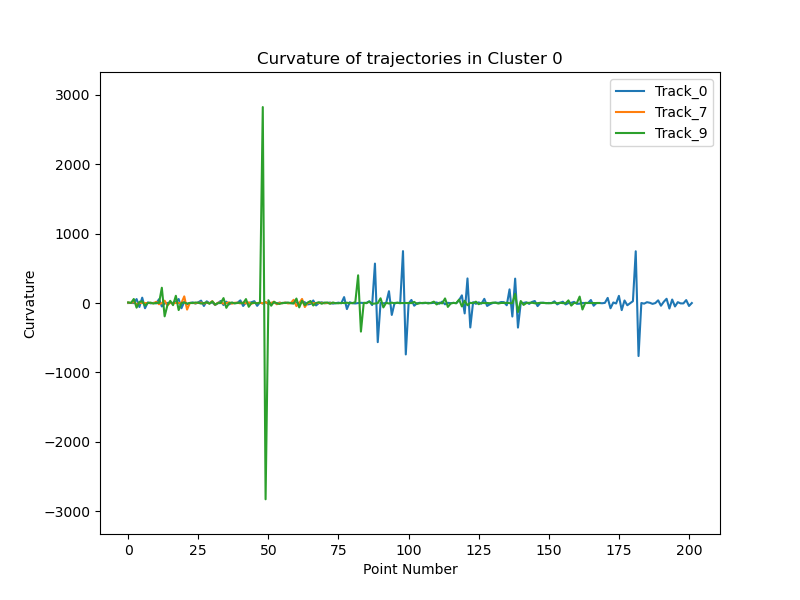 Curvature of trajectories in Cluster 0
Track_0
Track_7
Track_9
3000
2000
1000
0
−1000
−2000
−3000
Curvature
0 25 50 75 100 125 150 175 200
Point Number